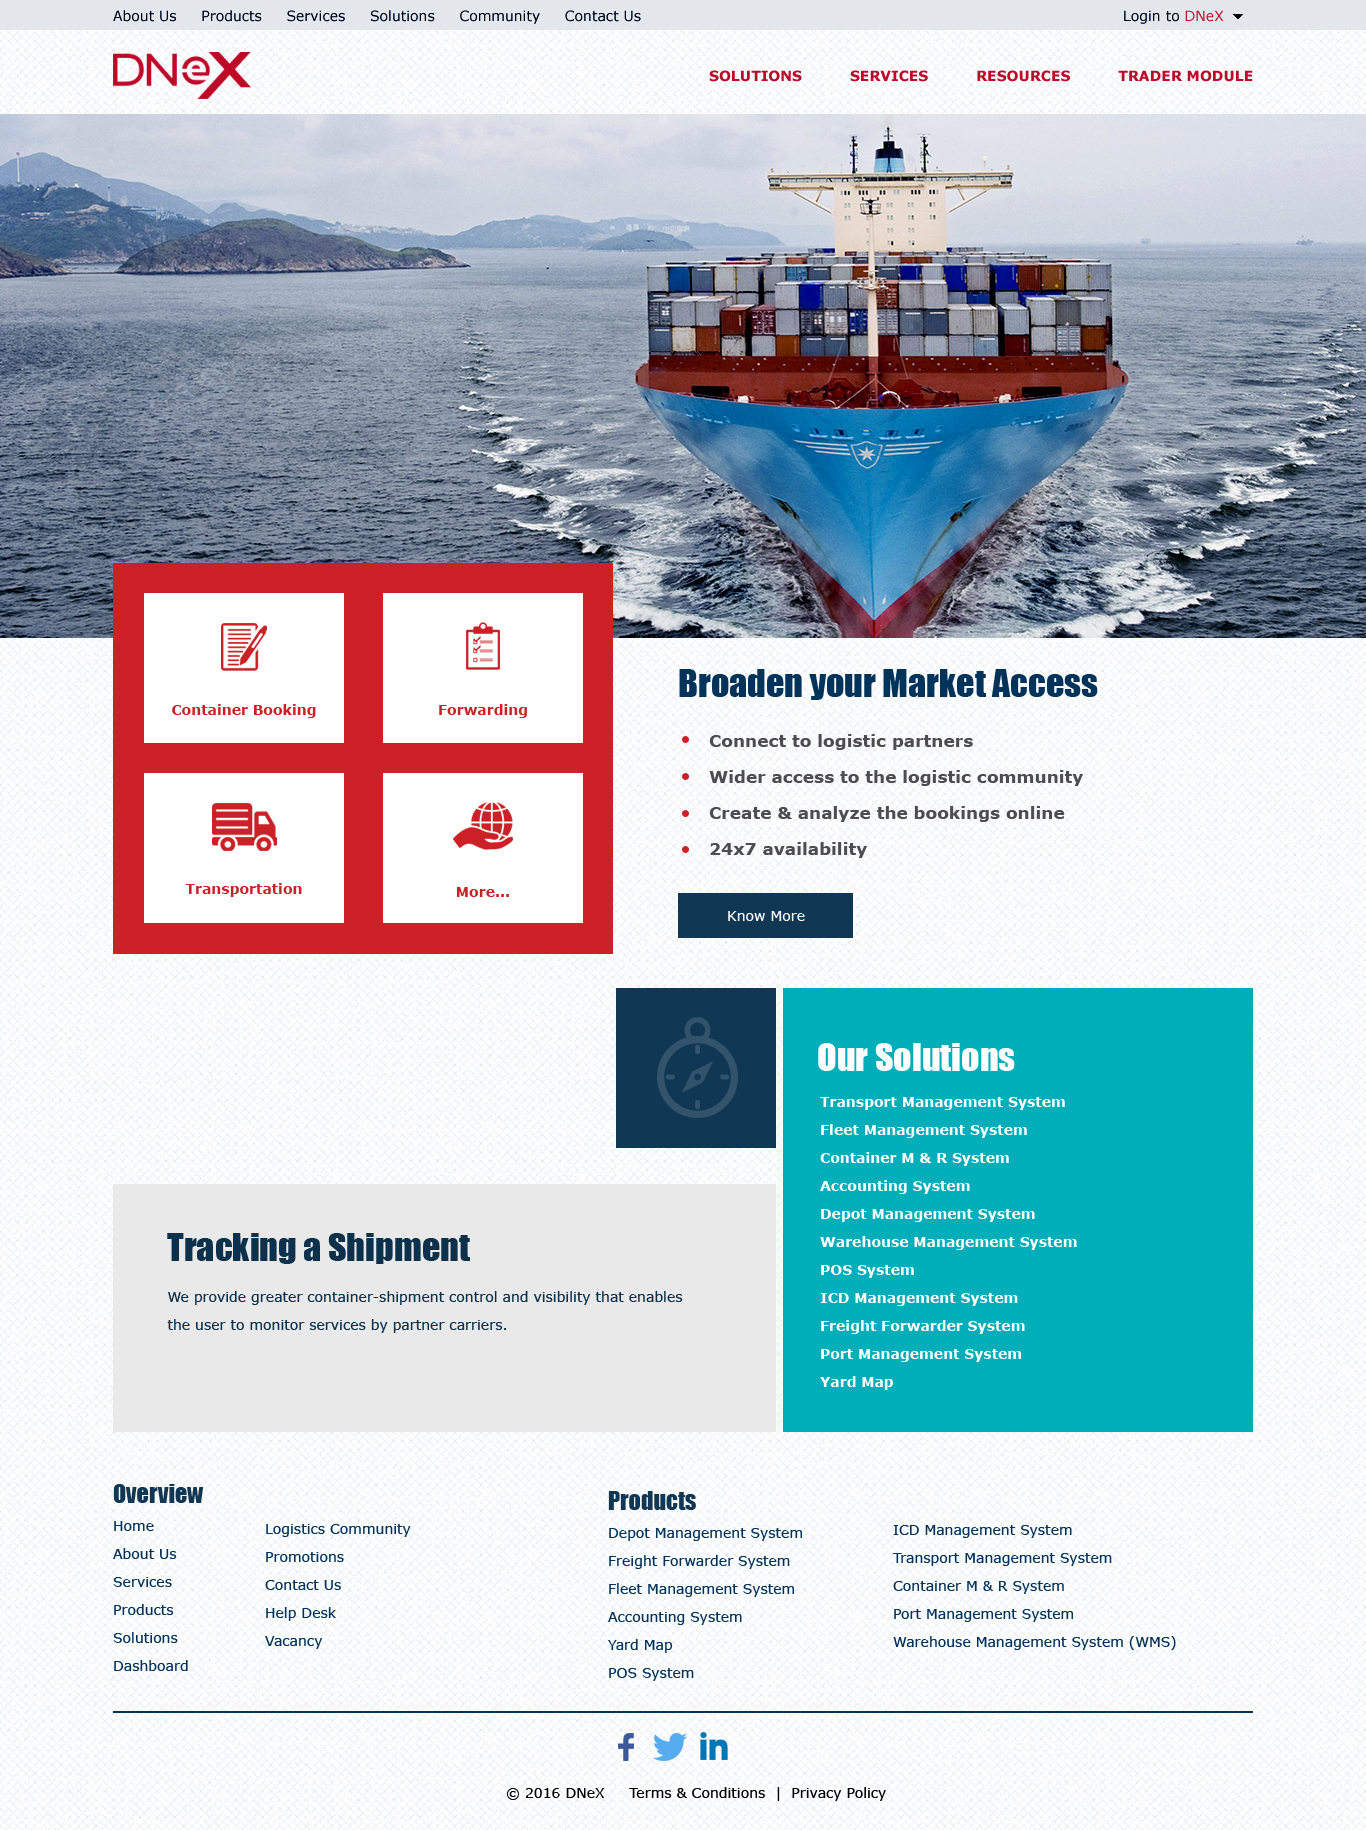 About Us Products Services Solutions Community Contact Us Login to DNeX
DNeX
SOLUTIONS SERVICES RESOURCES TRADER MODULE
Container Booking
Forwarding
Transportation
More...
Broaden your Market Access
Connect to logistic partners
Wider access to the logistic community
Create & analyze the bookings online
24x7 availability
Know More
Our Solutions
Transport Management System
Fleet Management System
Container M & R System
Accounting System
Depot Management System
Warehouse Management System
POS System
ICD Management System
Freight Forwarder System
Port Management System
Yard Map
Tracking a Shipment
We provide greater container-shipment control and visibility that enables
the user to monitor services by partner carriers.
Overview
Home
About Us
Services
Products
Solutions
Dashboard
Logistics Community
Promotions
Contact Us
Help Desk
Vacancy
Products
Depot Management System
Freight Forwarder System
Fleet Management System
Accounting System
Yard Map
POS System
ICD Management System
Transport Management System
Container M & R System
Port Management System
Warehouse Management System (WMS)
© 2016 DNeX Terms & Conditions | Privacy Policy